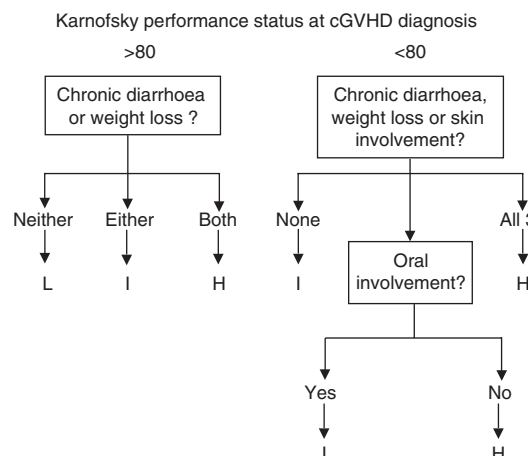 Karnofsky performance status at cGVHD diagnosis
>80
<80
Chronic diarrhoea
or weight loss ?
Chronic diarrhoea,
weight loss or skin
involvement?
Neither Either Both
None
All
L I H
I
H
Oral
involvement?
Yes No
H